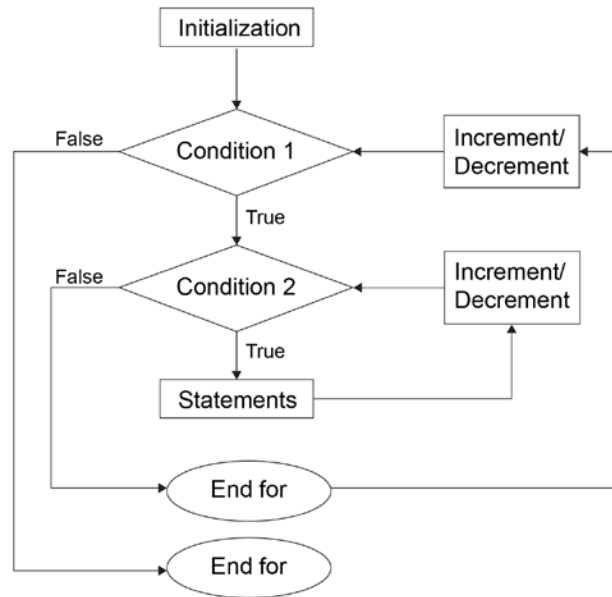 Initialization
False
Condition 1
Increment/
Decrement
True
False
Condition 2
Increment/
Decrement
True
Statements
End for
End for